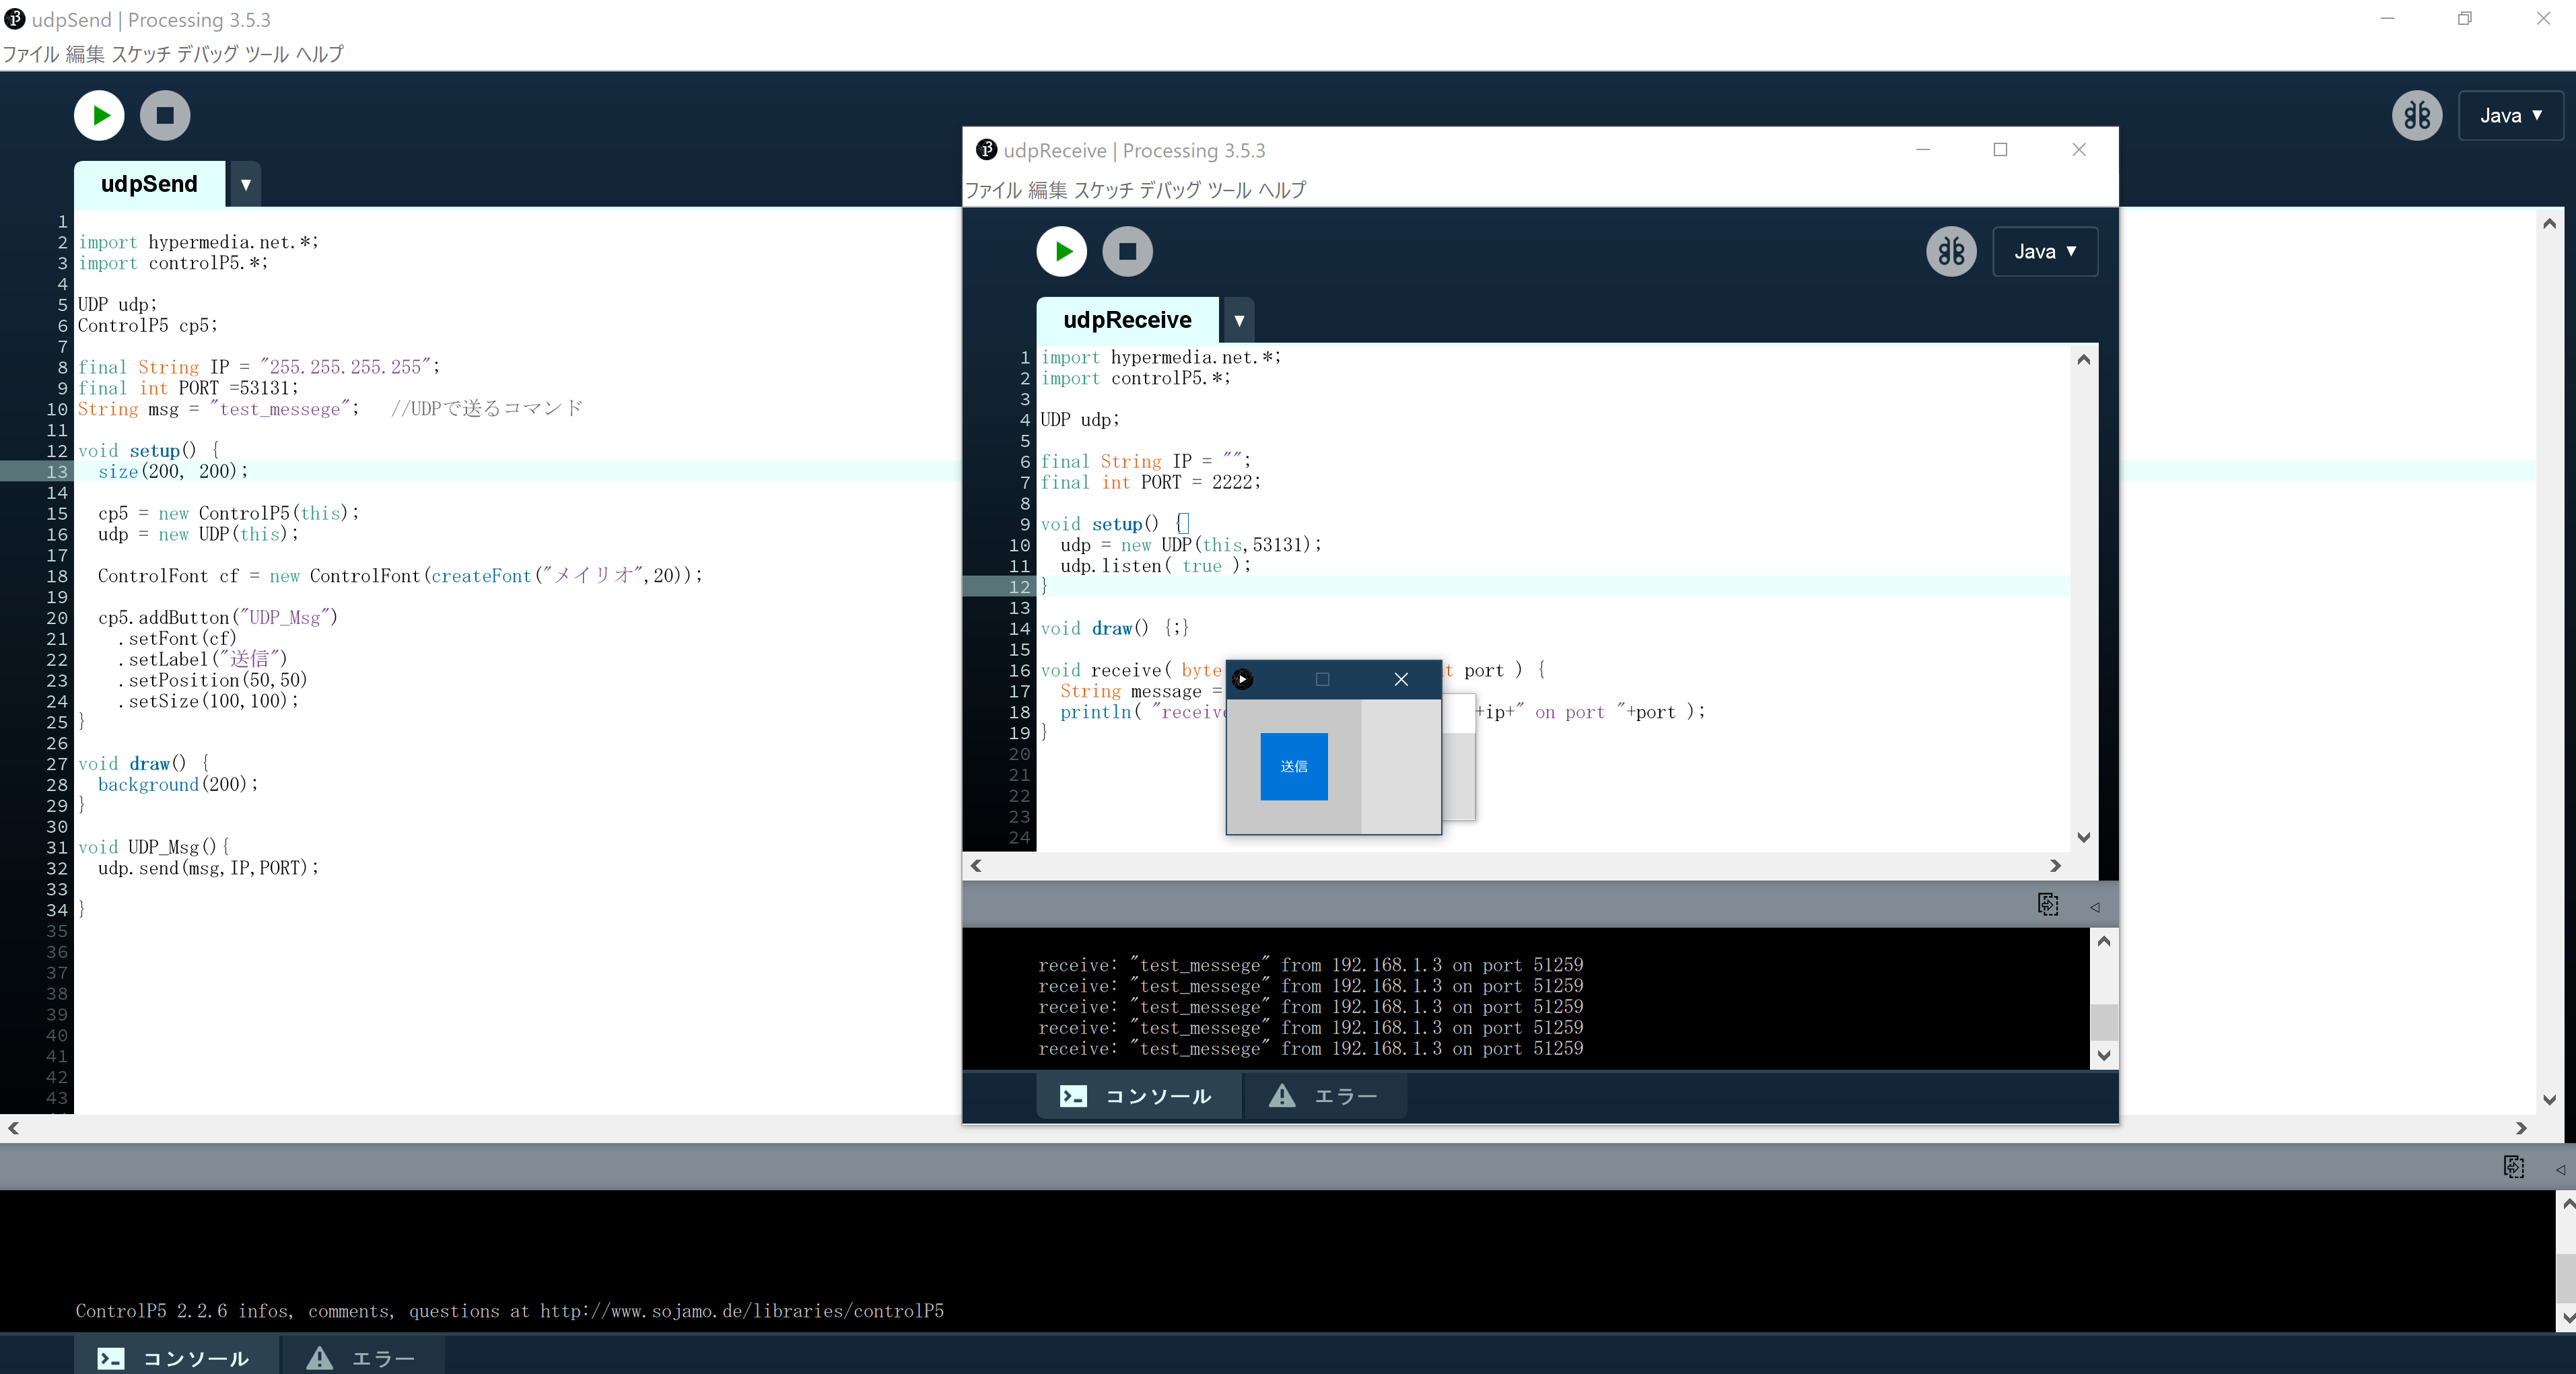 udpSend | Processing 3.5.3
ファイル 編集 スケッチ デバッグ ツール ヘルプ
Java ▼
udpSend ▼
1
2 import hypermedia.net.*;
3 import controlP5.*;
4
5 UDP udp;
6 ControlP5 cp5;
7
8 final String IP = "255.255.255.255";
9 final int PORT =53131;
10 String msg = "test_messege";   //UDPで送るコマンド
11
12 void setup() {
13   size(200, 200);
14
15   cp5 = new ControlP5(this);
16   udp = new UDP(this);
17
18   ControlFont cf = new ControlFont(createFont("メイリオ",20));
19
20   cp5.addButton("UDP_Msg")
21     .setFont(cf)
22     .setLabel("送信")
23     .setPosition(50,50)
24     .setSize(100,100);
25 }
26
27 void draw() {
28   background(200);
29 }
30
31 void UDP_Msg(){
32   udp.send(msg,IP,PORT);
33
34 }
35
36
37
38
39
40
41
42
43
ControlP5 2.2.6 infos, comments, questions at http://www.sojamo.de/libraries/controlP5
コンソール エラー
udpReceive | Processing 3.5.3
ファイル 編集 スケッチ デバッグ ツール ヘルプ
Java ▼
udpReceive ▼
1 import hypermedia.net.*;
2 import controlP5.*;
3
4 UDP udp;
5
6 final String IP = "";
7 final int PORT = 2222;
8
9 void setup() {
10   udp = new UDP(this,53131);
11   udp.listen( true );
12 }
13
14 void draw() {;}
15
16 void receive( byte t port ) {
17   String message =
18   println( "receive +ip+" on port "+port );
19 }
20
21
22
23
24
送信
receive: "test_messege" from 192.168.1.3 on port 51259
receive: "test_messege" from 192.168.1.3 on port 51259
receive: "test_messege" from 192.168.1.3 on port 51259
receive: "test_messege" from 192.168.1.3 on port 51259
receive: "test_messege" from 192.168.1.3 on port 51259
コンソール エラー